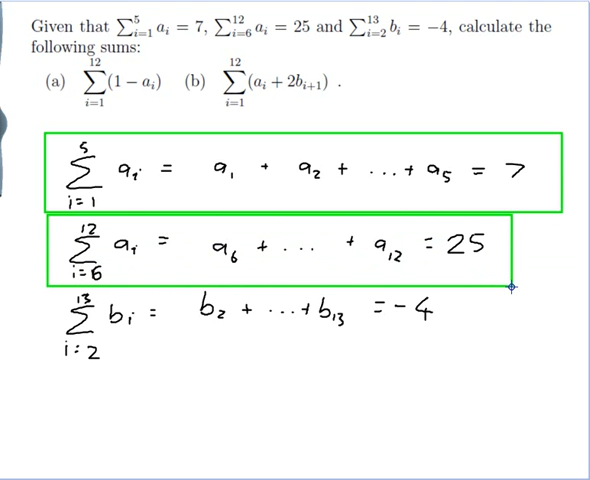 Given that ∑_{i=1}^{5} a_i = 7, ∑_{i=6}^{12} a_i = 25 and ∑_{i=2}^{13} b_i = −4, calculate the
following sums:
(a) ∑_{i=1}^{12} (1 − a_i) (b) ∑_{i=1}^{12} (a_i + 2b_{i+1}) .
∑_{i=1}^{5} a_i = a_1 + a_2 + ... + a_5 = 7
∑_{i=6}^{12} a_i = a_6 + ... + a_12 = 25
∑_{i=2}^{13} b_i = b_2 + ... + b_13 = -4